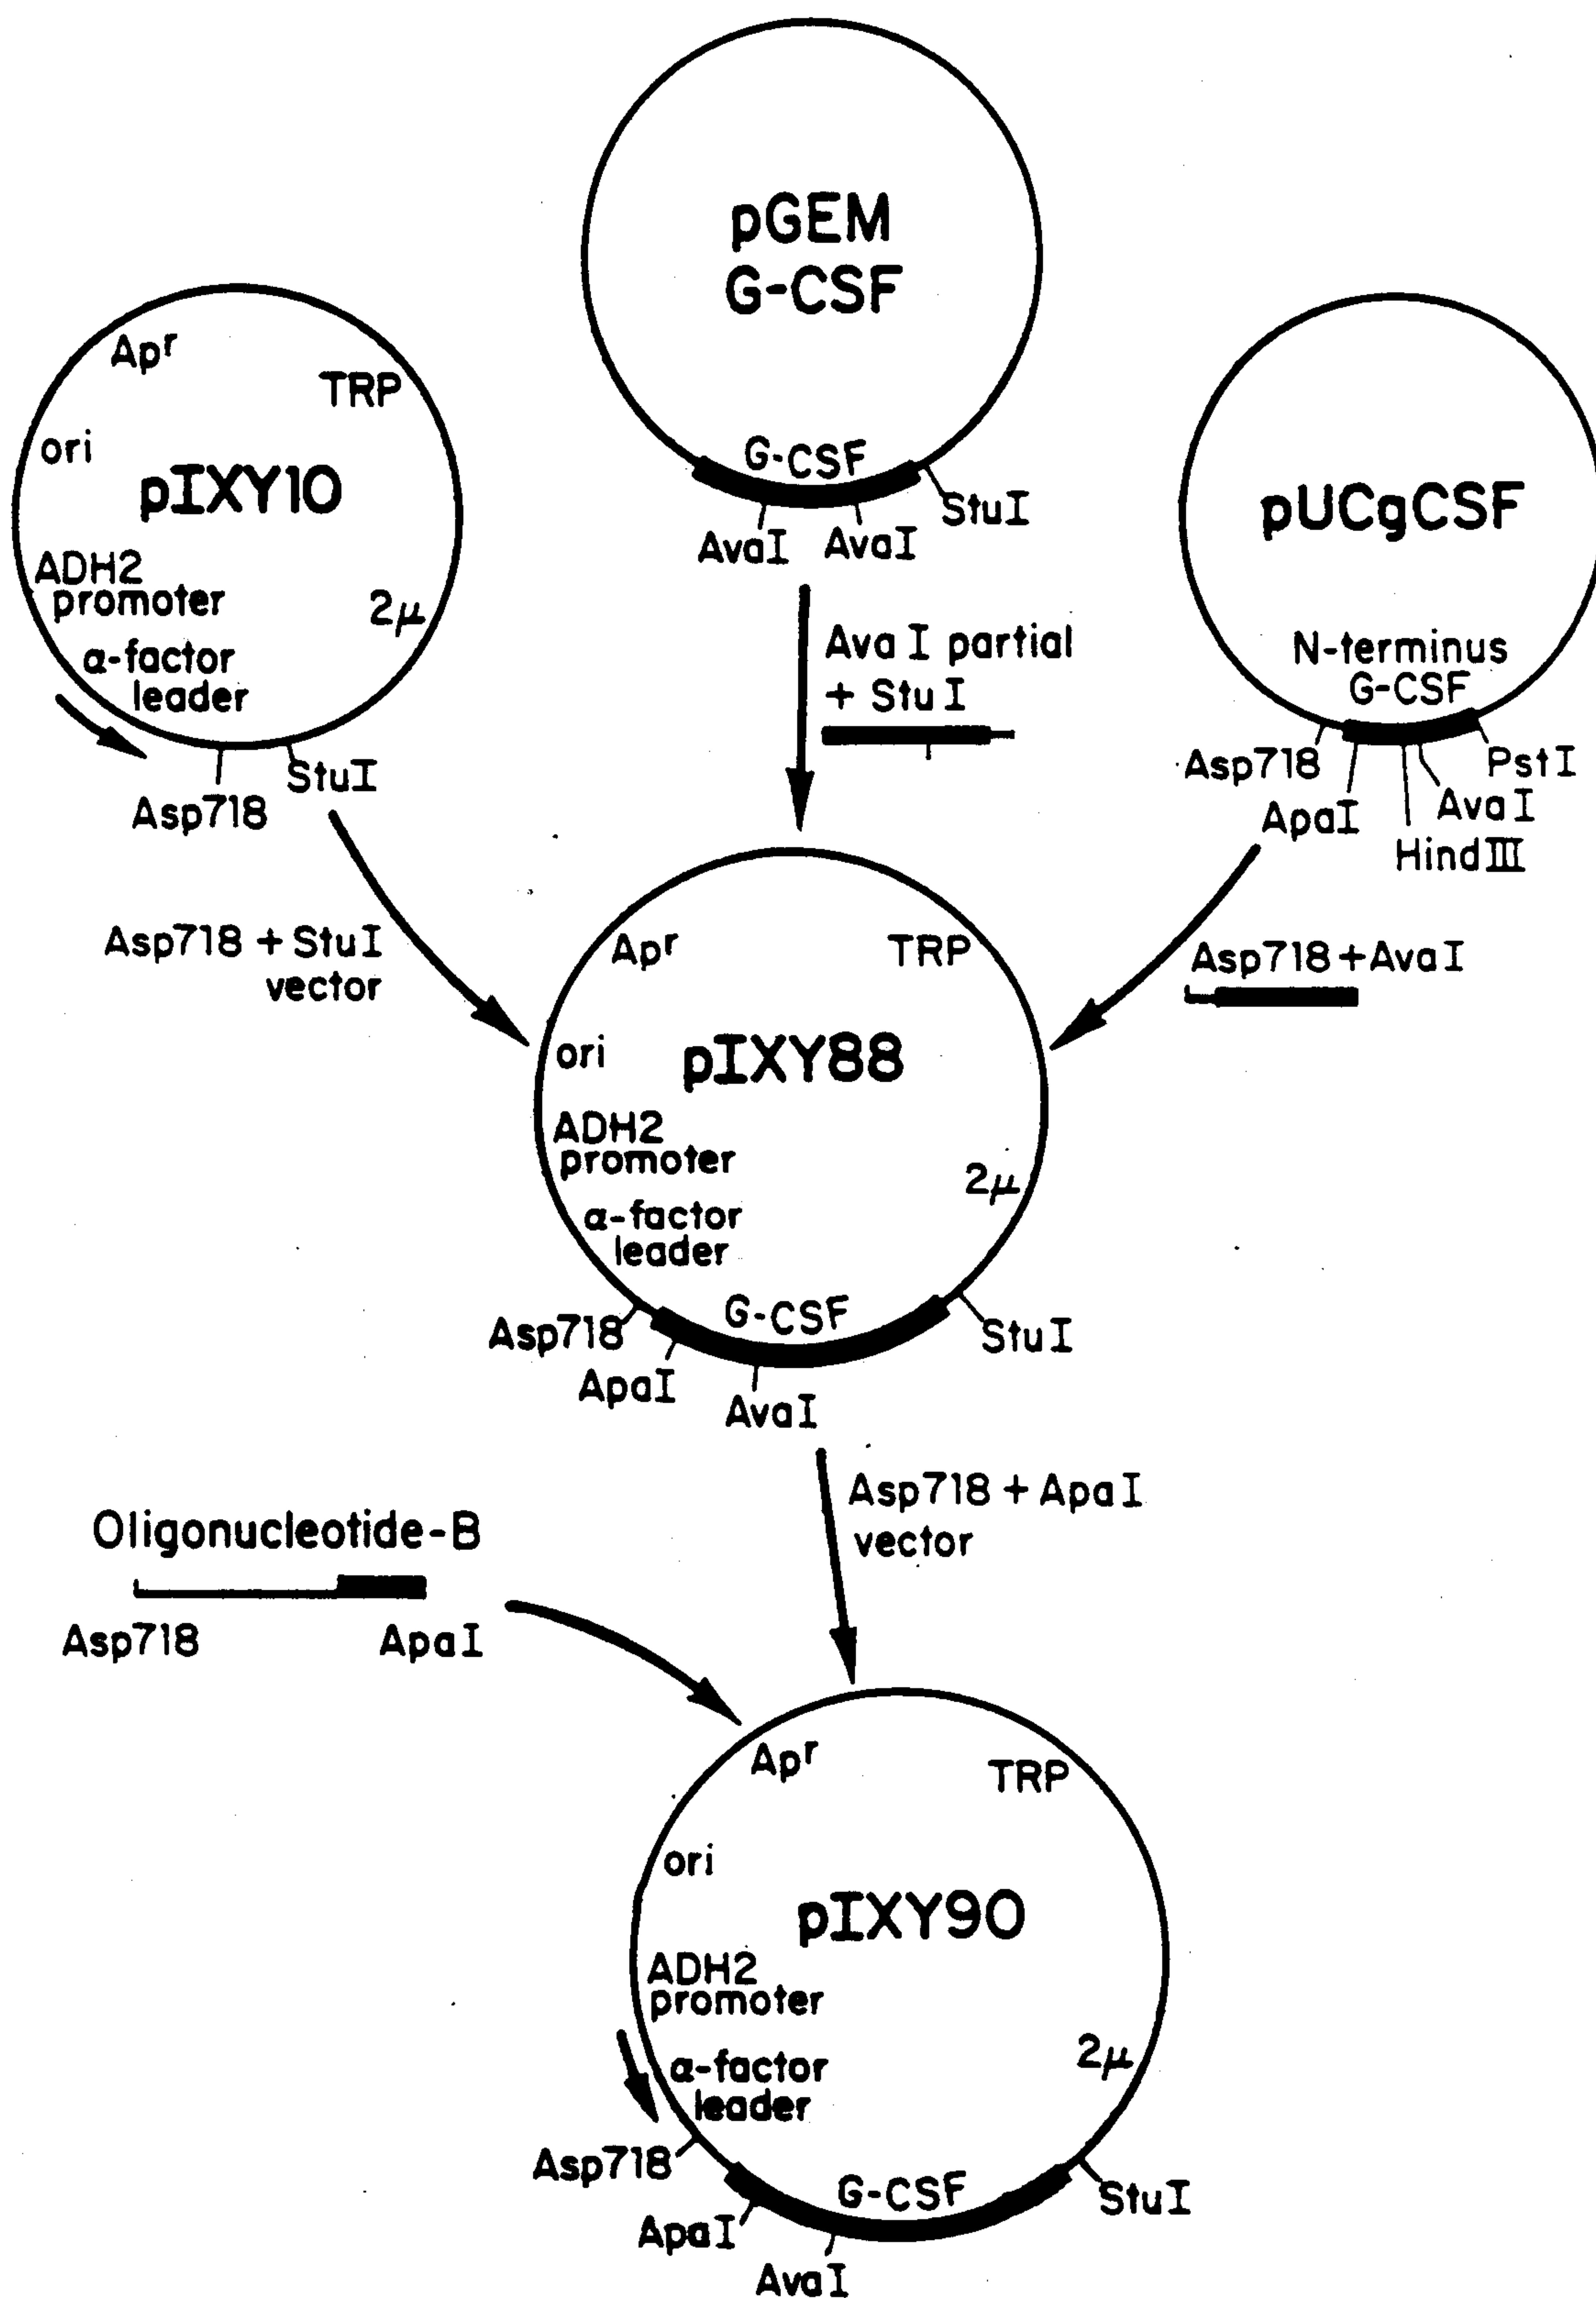 pGEM
G-CSF
G-CSF
AvaI
AvaI
StuI
Apʳ
TRP
ori
pIXY10
ADH2
promoter
2μ
α-factor
leader
Asp718
StuI
pUCgCSF
N-terminus
G-CSF
Asp718
ApaI
HindIII
AvaI
PstI
Ava I partial
+ Stu I
Asp718 + StuI
vector
Asp718+AvaI
Apʳ
TRP
ori
pIXY88
ADH2
promoter
2μ
α-factor
leader
G-CSF
Asp718
ApaI
AvaI
StuI
Asp718 + ApaI
vector
Oligonucleotide-B
Asp718
ApaI
Apʳ
TRP
ori
pIXY90
ADH2
promoter
2μ
α-factor
leader
Asp718
G-CSF
StuI
ApaI
AvaI